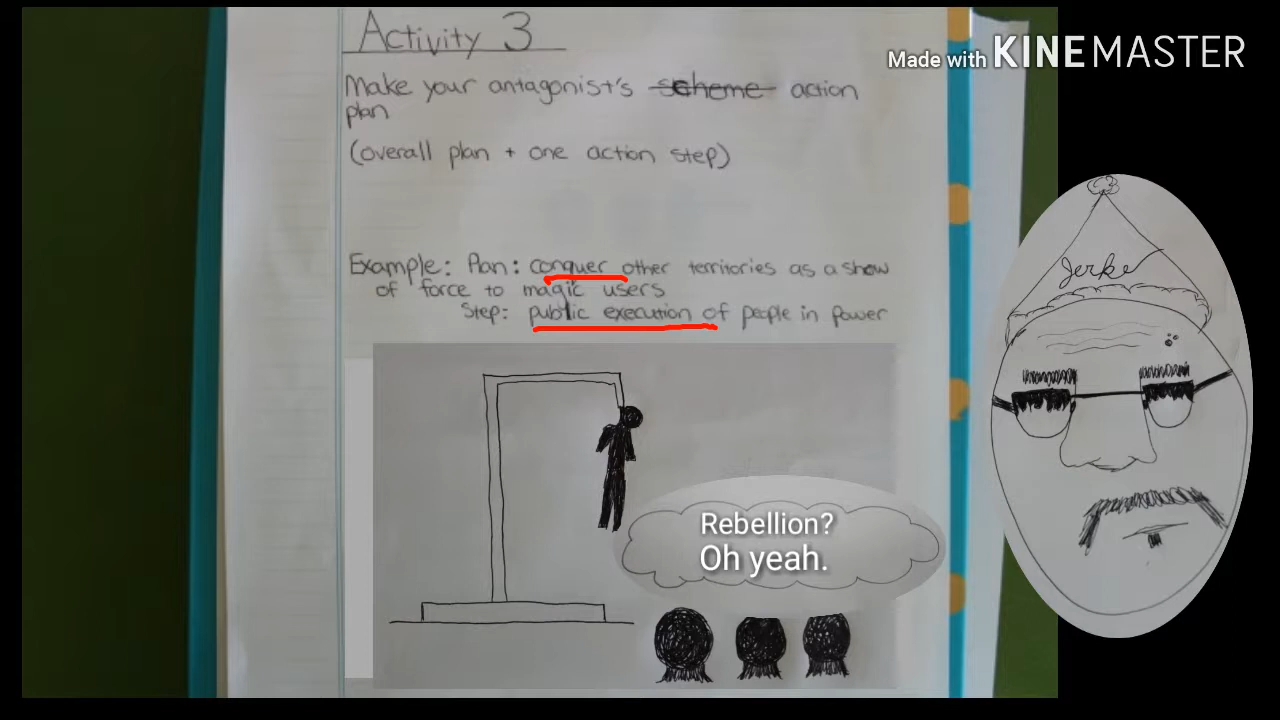 Activity 3
Made with KINEMASTER
Make your antagonist's scheme action
plan
(overall plan + one action step)
Example: Plan: conquer other territories as a show
of force to magic users
Step: public execution of people in power
Jerke
Rebellion?
Oh yeah.